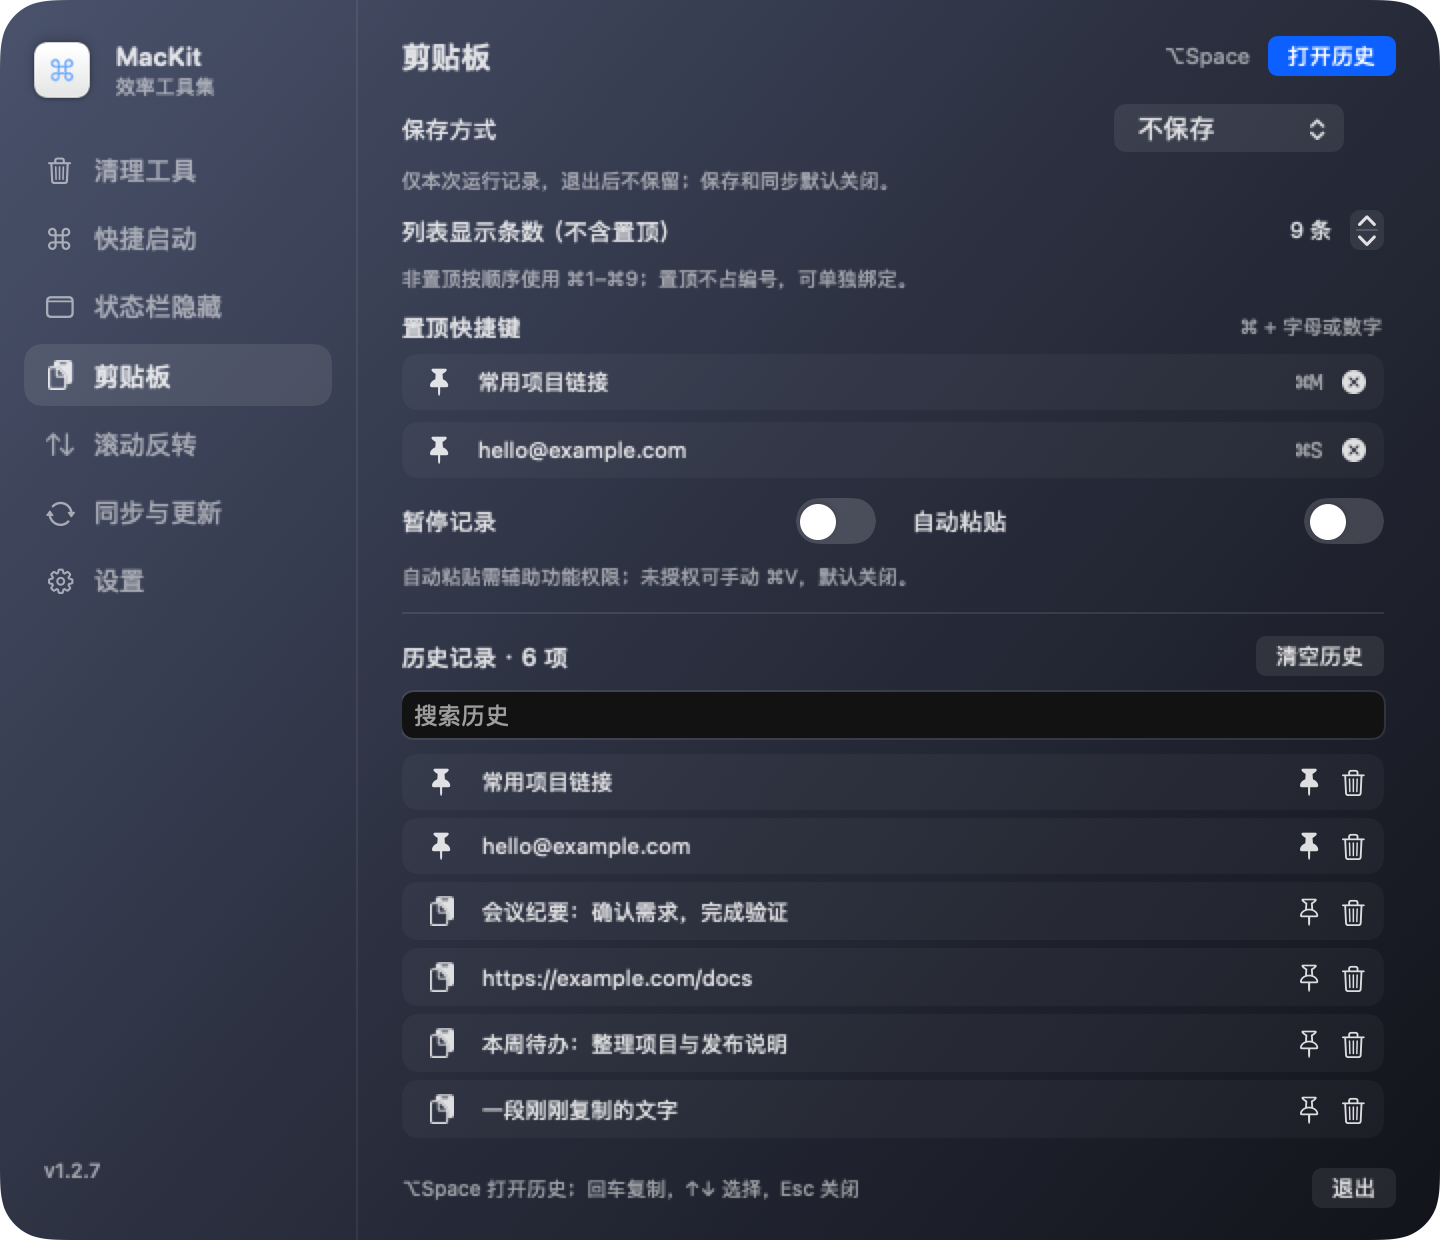 MacKit
效率工具集
清理工具
快捷启动
状态栏隐藏
剪贴板
滚动反转
同步与更新
设置
v1.2.7
剪贴板
⌥Space
打开历史
保存方式
不保存
仅本次运行记录，退出后不保留；保存和同步默认关闭。
列表显示条数（不含置顶）
9 条
非置顶按顺序使用 ⌘1–⌘9；置顶不占编号，可单独绑定。
置顶快捷键
⌘ + 字母或数字
常用项目链接
⌘M
hello@example.com
⌘S
暂停记录
自动粘贴
自动粘贴需辅助功能权限；未授权可手动 ⌘V，默认关闭。
历史记录 · 6 项
清空历史
搜索历史
常用项目链接
hello@example.com
会议纪要：确认需求，完成验证
https://example.com/docs
本周待办：整理项目与发布说明
一段刚刚复制的文字
⌥Space 打开历史；回车复制，↑↓ 选择，Esc 关闭
退出